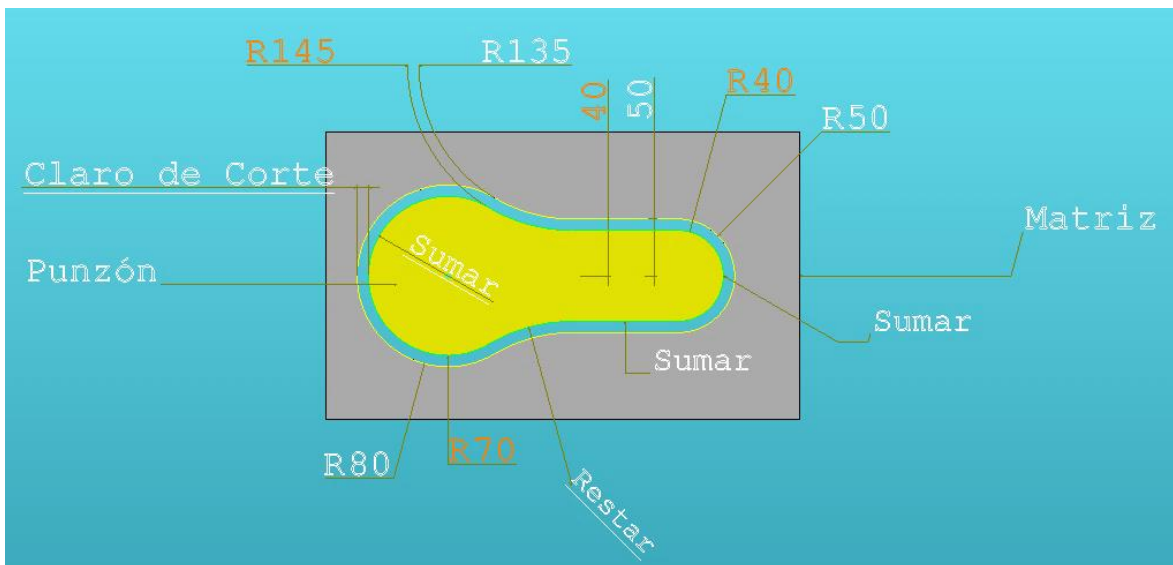 R145
R135
40
50
R40
R50
Claro de Corte
Matriz
Sumar
Punzón
Sumar
Sumar
R80
R70
Restar